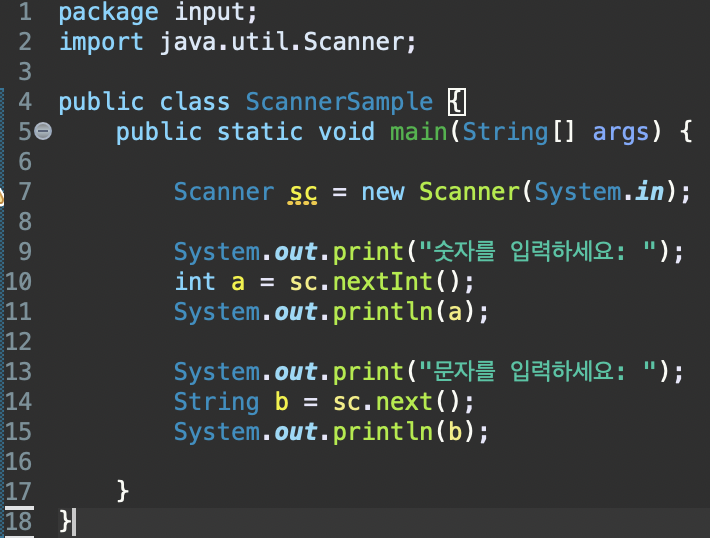 1 package input;
2 import java.util.Scanner;
3
4 public class ScannerSample {
5 public static void main(String[] args) {
6
7 Scanner sc = new Scanner(System.in);
8
9 System.out.print("숫자를 입력하세요: ");
10 int a = sc.nextInt();
11 System.out.println(a);
12
13 System.out.print("문자를 입력하세요: ");
14 String b = sc.next();
15 System.out.println(b);
16
17 }
18 }